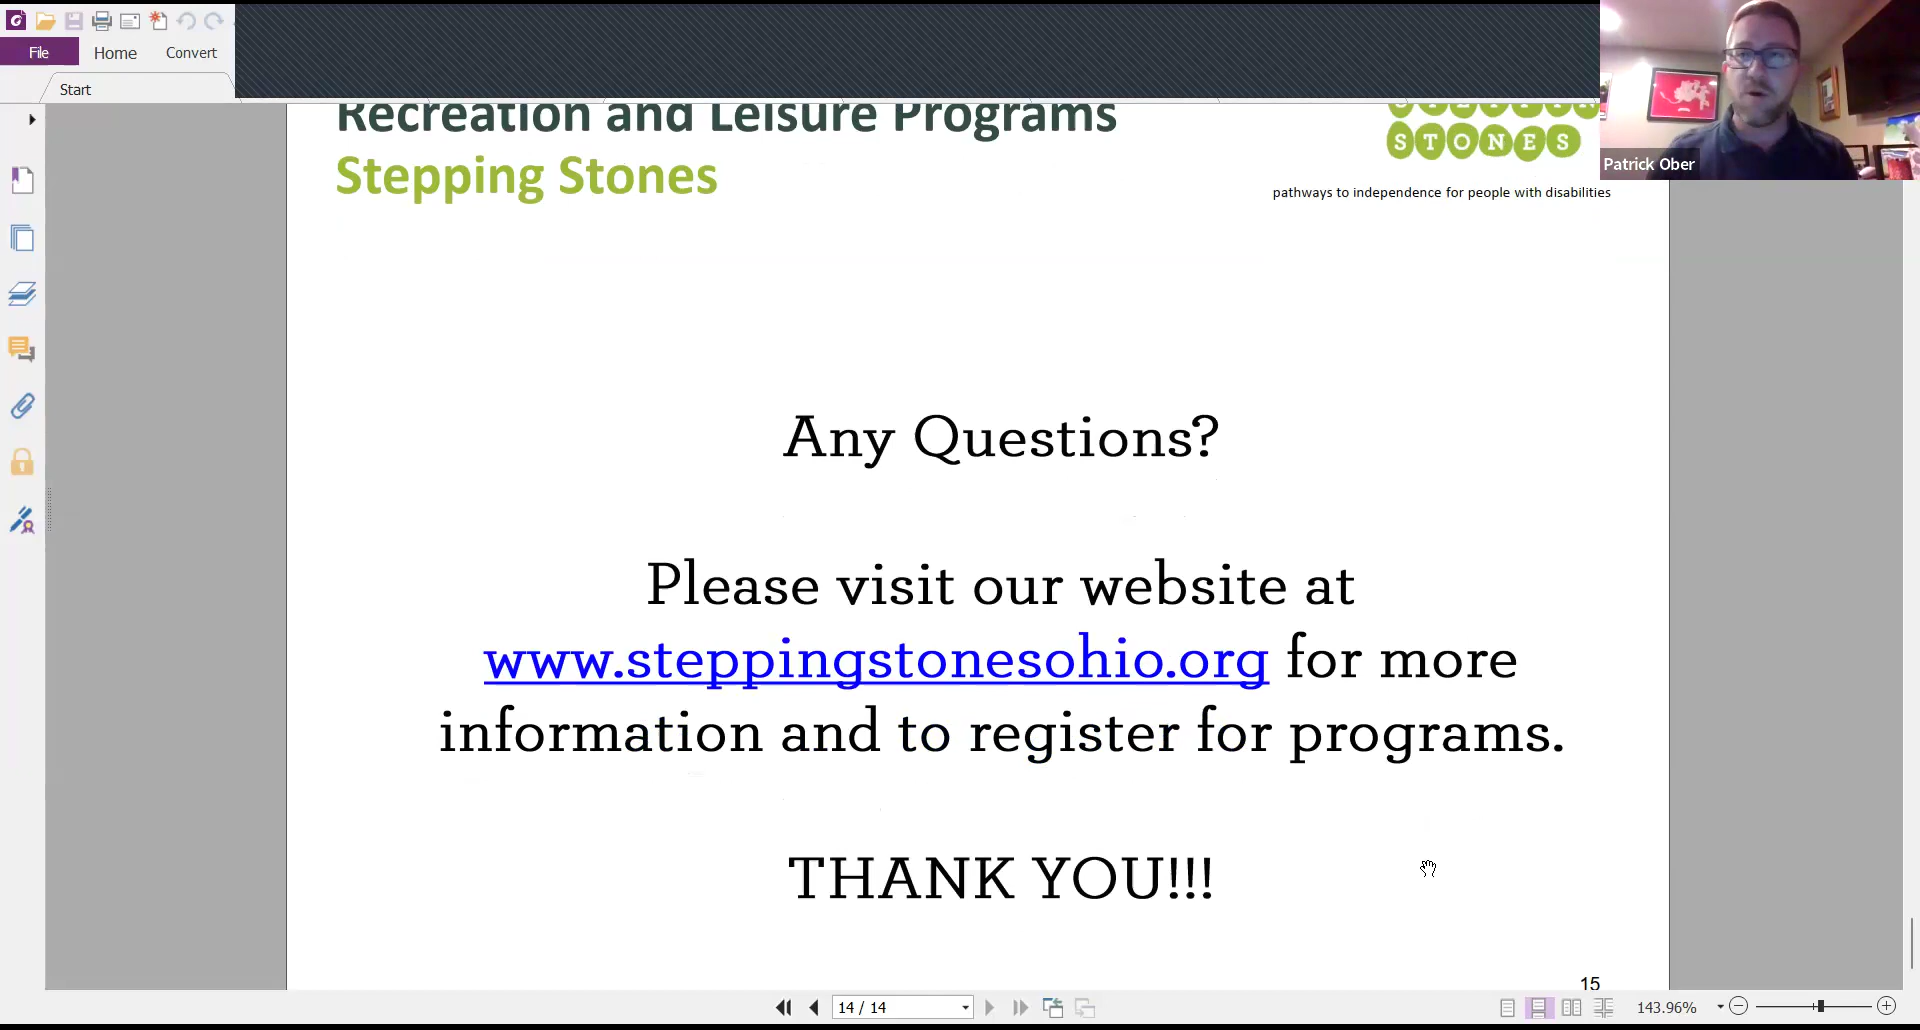 File Home Convert
Start
Recreation and Leisure Programs
Stepping Stones
STONES
pathways to independence for people with disabilities
Patrick Ober
Any Questions?
Please visit our website at
www.steppingstonesohio.org for more
information and to register for programs.
THANK YOU!!!
15
14 / 14
143.96%